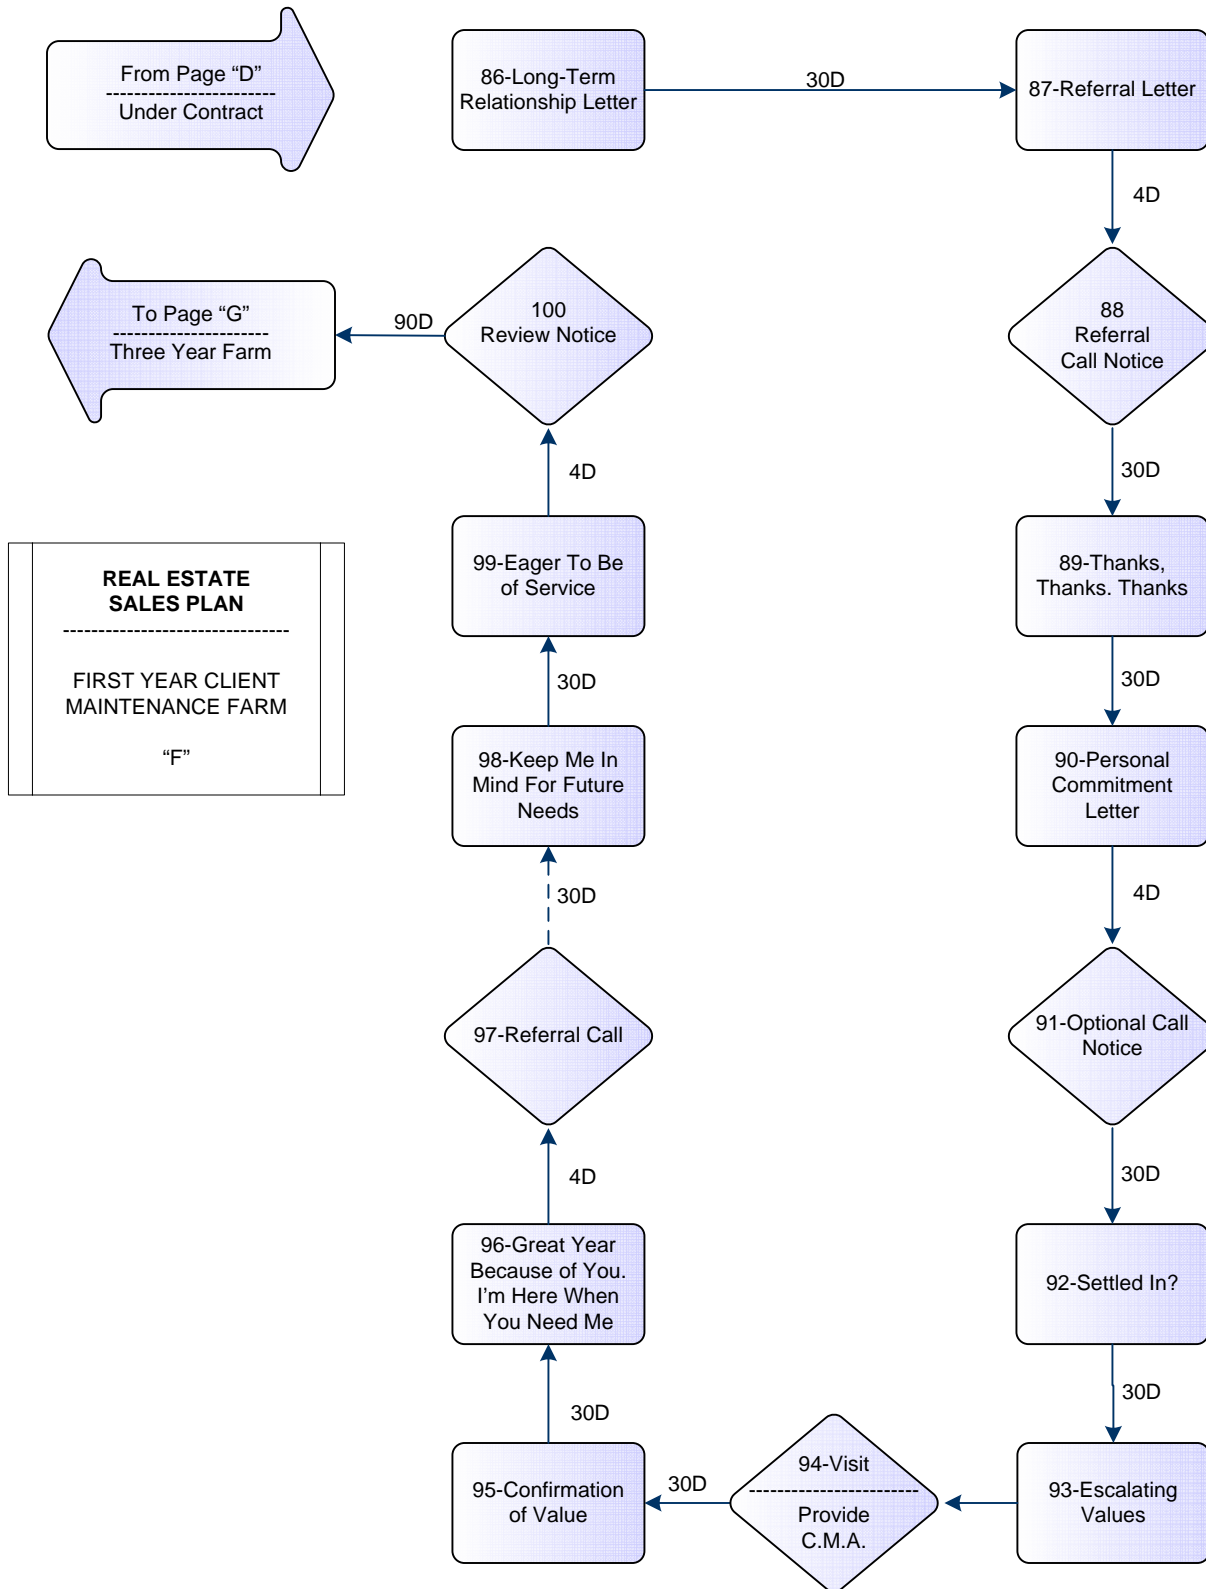 From Page “D”
------------------------
Under Contract
86-Long-Term
Relationship Letter
30D
87-Referral Letter
4D
88
Referral
Call Notice
30D
89-Thanks,
Thanks. Thanks
30D
90-Personal
Commitment
Letter
4D
91-Optional Call
Notice
30D
92-Settled In?
30D
93-Escalating
Values
94-Visit
--------------------------
Provide
C.M.A.
30D
95-Confirmation
of Value
30D
96-Great Year
Because of You.
I’m Here When
You Need Me
4D
97-Referral Call
30D
98-Keep Me In
Mind For Future
Needs
30D
99-Eager To Be
of Service
4D
100
Review Notice
90D
To Page “G”
----------------------
Three Year Farm
REAL ESTATE
SALES PLAN
--------------------------------
FIRST YEAR CLIENT
MAINTENANCE FARM
“F”